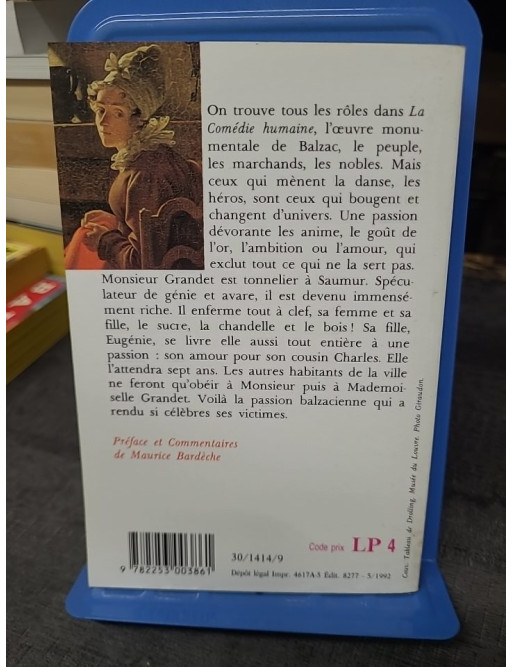 On trouve tous les rôles dans La
Comédie humaine, l'œuvre monu-
mentale de Balzac, le peuple,
les marchands, les nobles. Mais
ceux qui mènent la danse, les
héros, sont ceux qui bougent et
changent d'univers. Une passion
dévorante les anime, le goût de
l'or, l'ambition ou l'amour, qui
exclut tout ce qui ne la sert pas.
Monsieur Grandet est tonnelier à Saumur. Spécu-
lateur de génie et avare, il est devenu immensé-
ment riche. Il enferme tout à clef, sa femme et sa
fille, le sucre, la chandelle et le bois ! Sa fille,
Eugénie, se livre elle aussi tout entière à une
passion : son amour pour son cousin Charles. Elle
l'attendra sept ans. Les autres habitants de la ville
ne feront qu'obéir à Monsieur puis à Mademoi-
selle Grandet. Voilà la passion balzacienne qui a
rendu si célèbres ses victimes.
Préface et Commentaires
de Maurice Bardèche
Couv. Tableau de Drolling. Musée du Louvre. Photo Giraudon.
30/1414/9
Code prix LP 4
9 782253 003861
Dépôt légal Impr. 4617A-5 Édit. 8277 - 5/1992